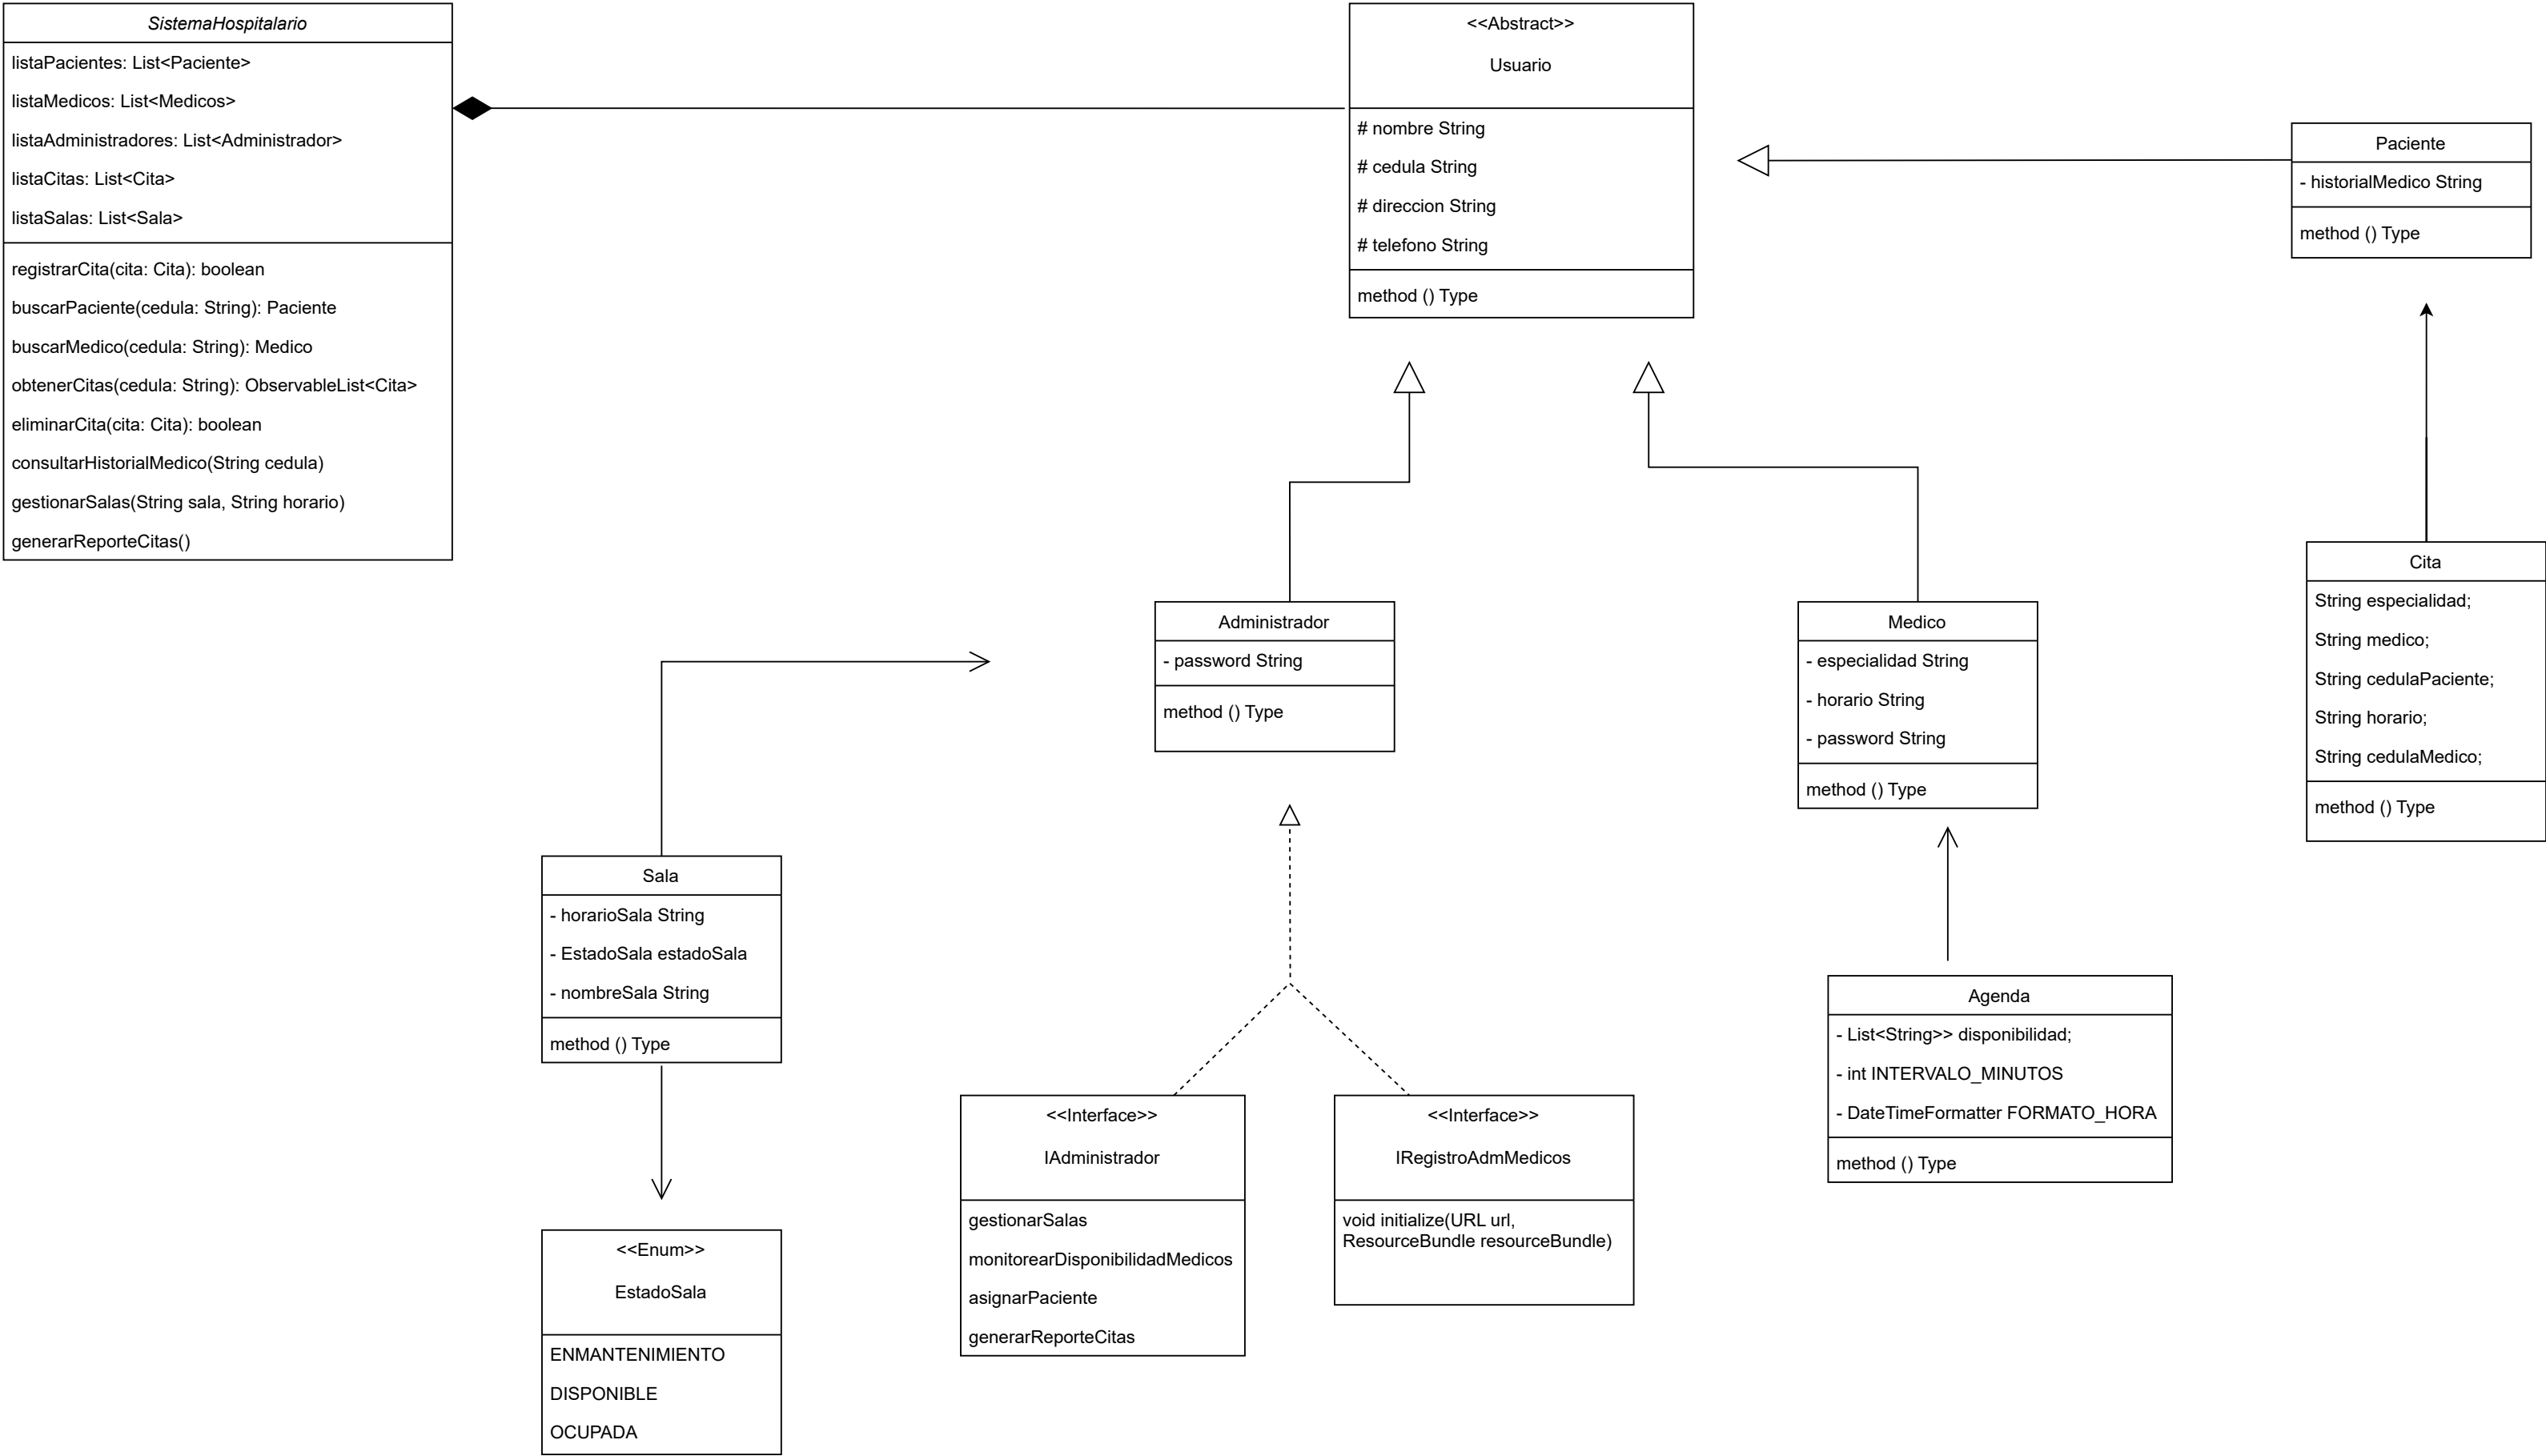 SistemaHospitalario
listaPacientes: List<Paciente>
listaMedicos: List<Medicos>
listaAdministradores: List<Administrador>
listaCitas: List<Cita>
listaSalas: List<Sala>
registrarCita(cita: Cita): boolean
buscarPaciente(cedula: String): Paciente
buscarMedico(cedula: String): Medico
obtenerCitas(cedula: String): ObservableList<Cita>
eliminarCita(cita: Cita): boolean
consultarHistorialMedico(String cedula)
gestionarSalas(String sala, String horario)
generarReporteCitas()
<<Abstract>>
Usuario
# nombre String
# cedula String
# direccion String
# telefono String
method () Type
Paciente
- historialMedico String
method () Type
Cita
String especialidad;
String medico;
String cedulaPaciente;
String horario;
String cedulaMedico;
method () Type
Administrador
- password String
method () Type
Medico
- especialidad String
- horario String
- password String
method () Type
Sala
- horarioSala String
- EstadoSala estadoSala
- nombreSala String
method () Type
Agenda
- List<String>> disponibilidad;
- int INTERVALO_MINUTOS
- DateTimeFormatter FORMATO_HORA
method () Type
<<Interface>>
IAdministrador
gestionarSalas
monitorearDisponibilidadMedicos
asignarPaciente
generarReporteCitas
<<Interface>>
IRegistroAdmMedicos
void initialize(URL url,
ResourceBundle resourceBundle)
<<Enum>>
EstadoSala
ENMANTENIMIENTO
DISPONIBLE
OCUPADA